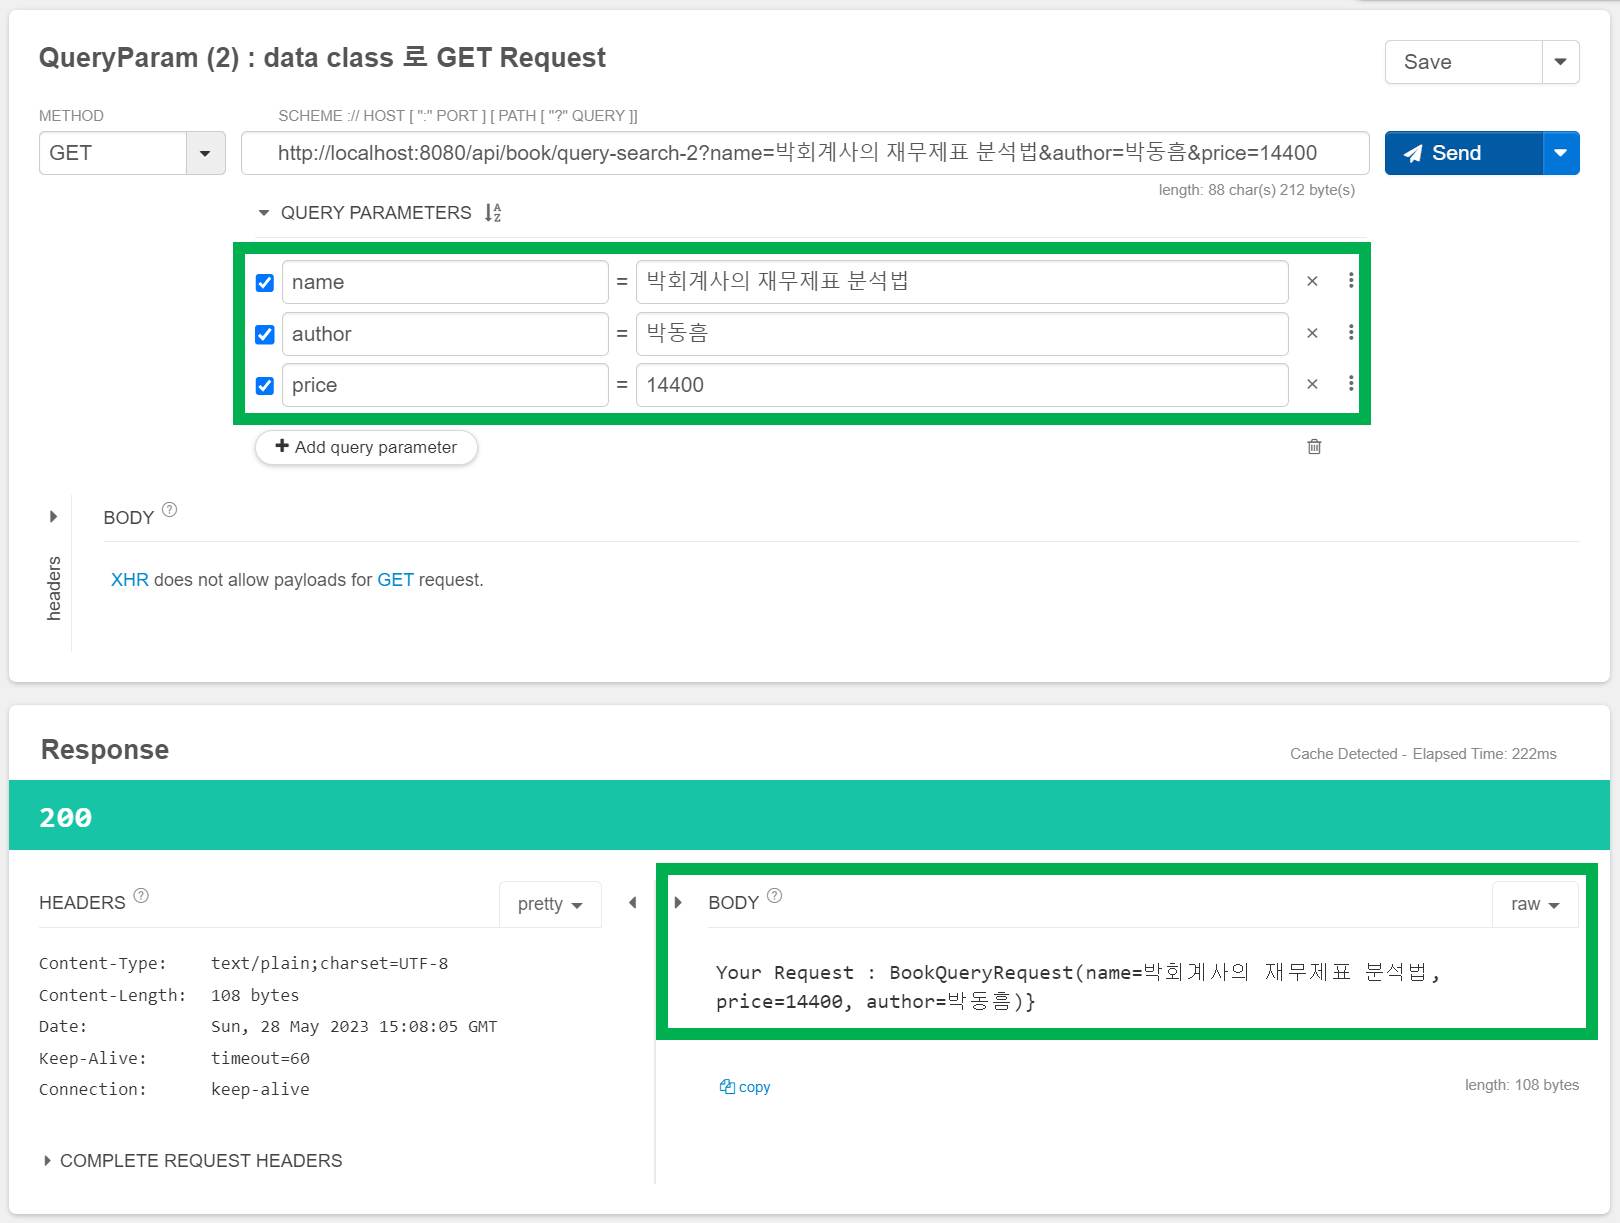 QueryParam (2) : data class 로 GET Request
Save
METHOD
SCHEME :// HOST [ ":" PORT ] [ PATH [ "?" QUERY ]]
GET
http://localhost:8080/api/book/query-search-2?name=박회계사의 재무제표 분석법&author=박동흠&price=14400
Send
length: 88 char(s) 212 byte(s)
QUERY PARAMETERS
name = 박회계사의 재무제표 분석법
author = 박동흠
price = 14400
Add query parameter
BODY
headers
XHR does not allow payloads for GET request.
Response
Cache Detected - Elapsed Time: 222ms
200
HEADERS
pretty
Content-Type: text/plain;charset=UTF-8
Content-Length: 108 bytes
Date: Sun, 28 May 2023 15:08:05 GMT
Keep-Alive: timeout=60
Connection: keep-alive
COMPLETE REQUEST HEADERS
BODY
raw
Your Request : BookQueryRequest(name=박회계사의 재무제표 분석법,
price=14400, author=박동흠)}
copy
length: 108 bytes